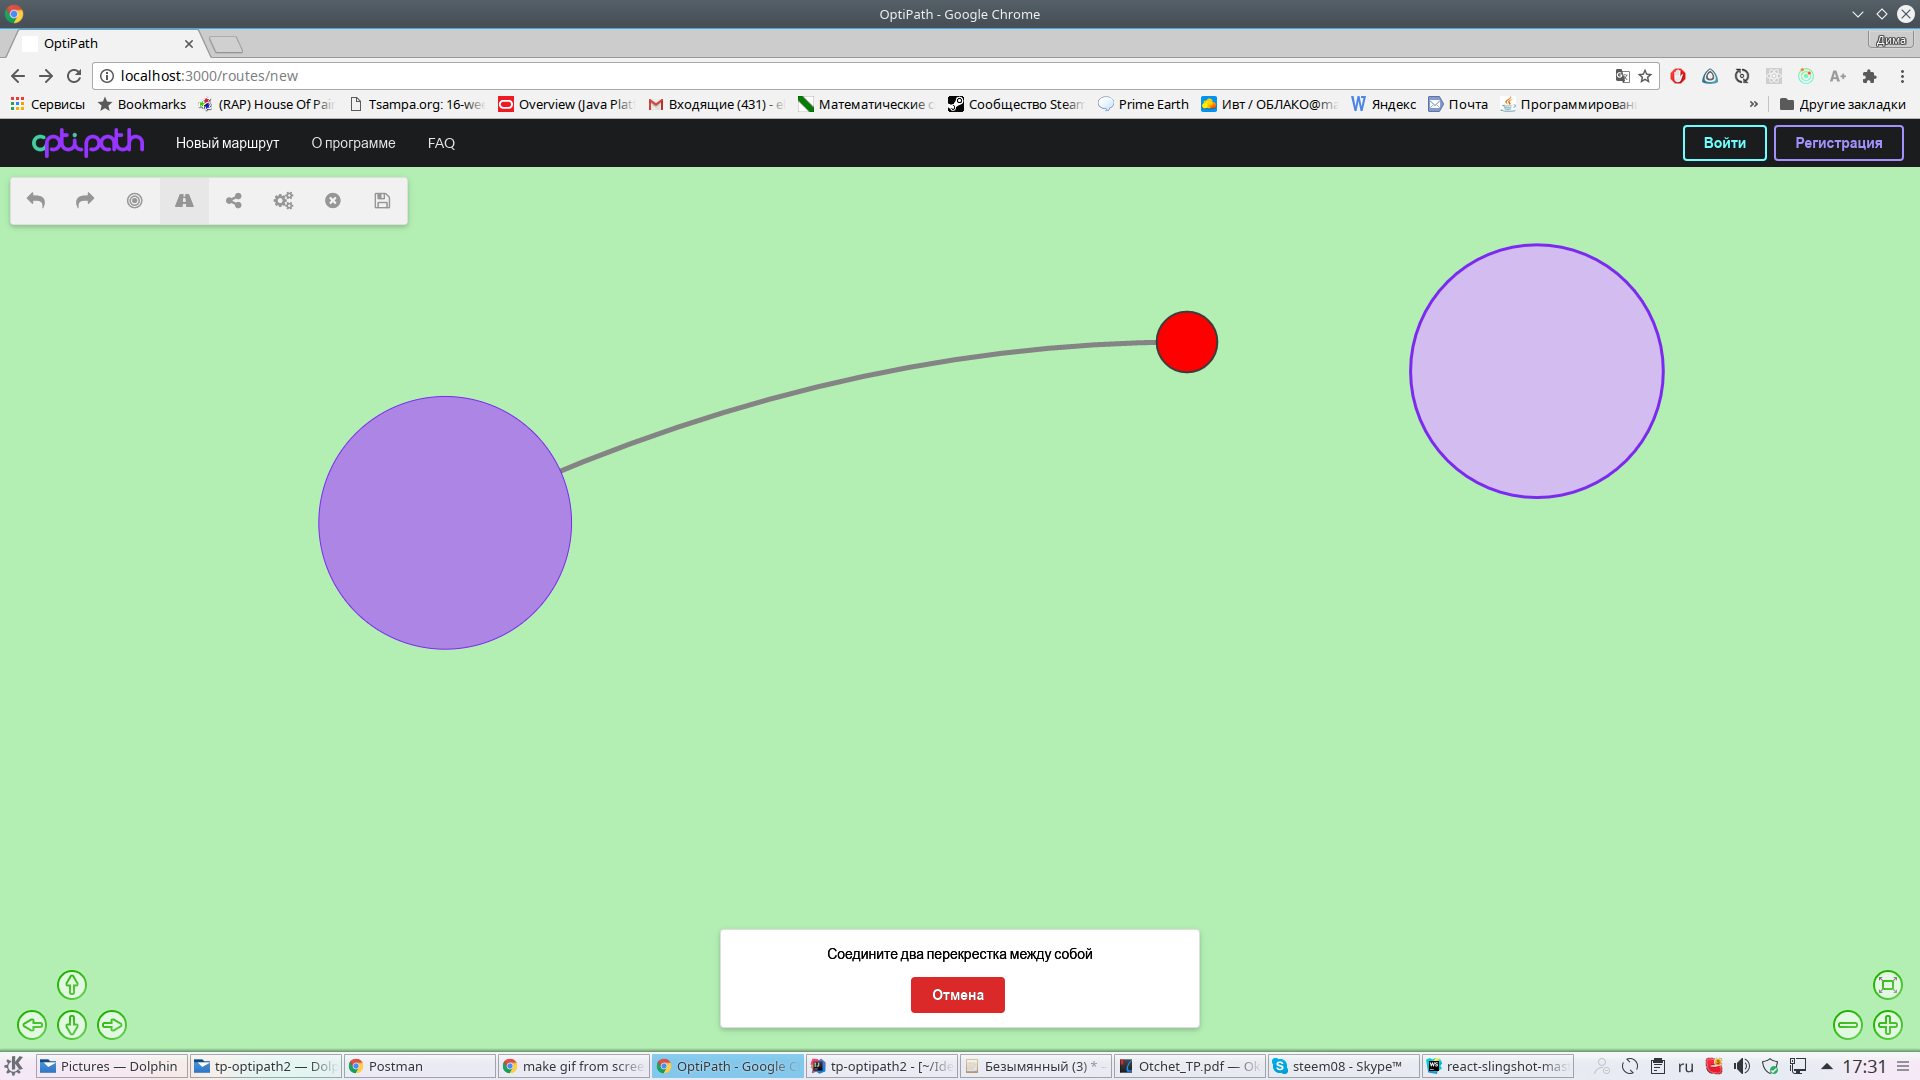 OptiPath - Google Chrome
OptiPath
Дима
localhost:3000/routes/new
A+
Сервисы Bookmarks (RAP) House Of Pai Tsampa.org: 16-we Overview (Java Plat Входящие (431) - e Математические Сообщество Steam Prime Earth Ивт / ОБЛАКО@ma Яндекс Почта Программирован » Другие закладки
optipath Новый маршрут О программе FAQ Войти Регистрация
Соедините два перекрестка между собой
Отмена
Pictures — Dolphin tp-optipath2 — Dol Postman make gif from scree OptiPath - Google C tp-optipath2 - [~/Ide Безымянный (3) * Otchet_TP.pdf — Ok steem08 - Skype™ react-slingshot-mas ru 17:31